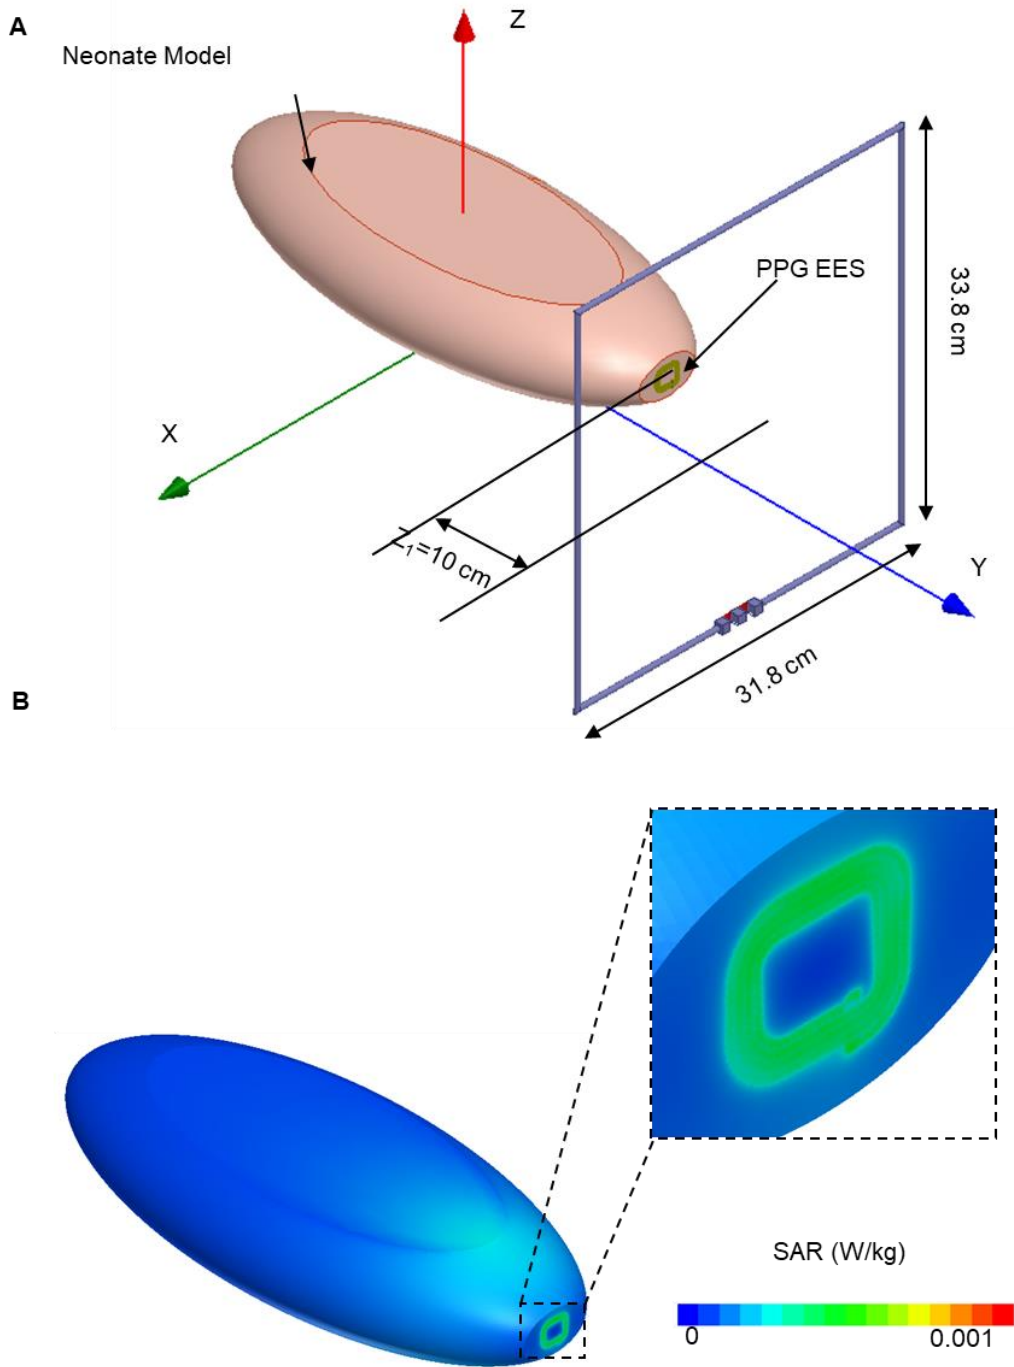 A
Z
Neonate Model
PPG EES
33.8 cm
X
Z₁=10 cm
Y
31.8 cm
B
SAR (W/kg)
0
0.001